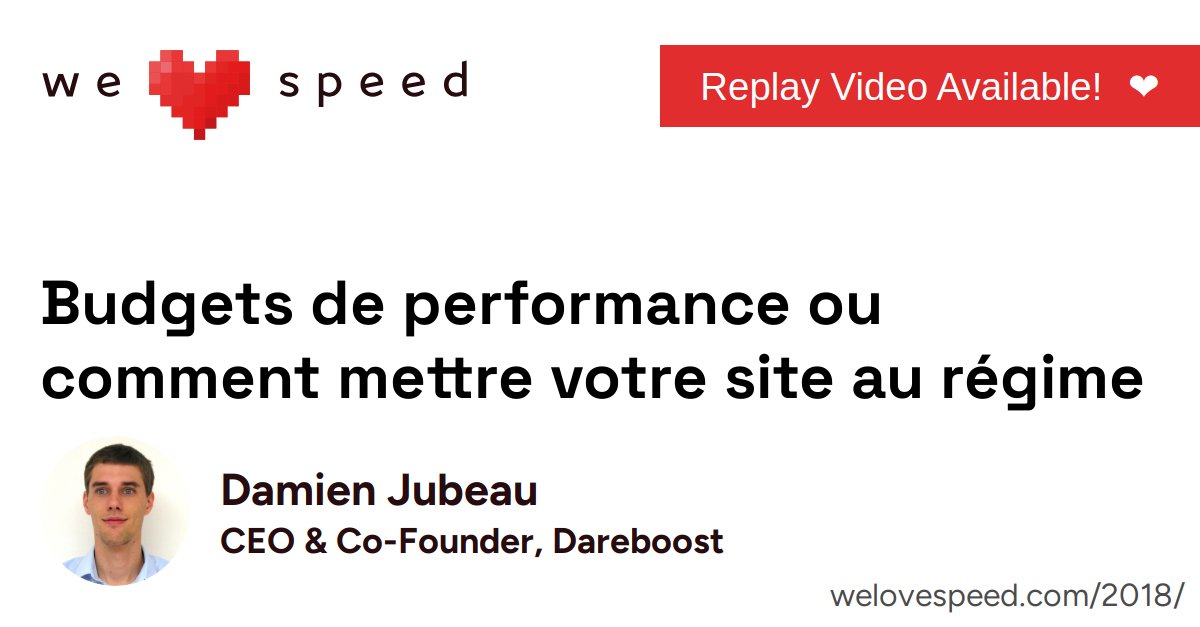 we speed
Replay Video Available! ❤
Budgets de performance ou
comment mettre votre site au régime
Damien Jubeau
CEO & Co-Founder, Dareboost
welovespeed.com/2018/